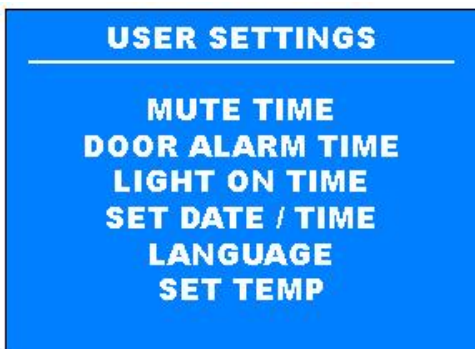 USER SETTINGS
MUTE TIME
DOOR ALARM TIME
LIGHT ON TIME
SET DATE / TIME
LANGUAGE
SET TEMP